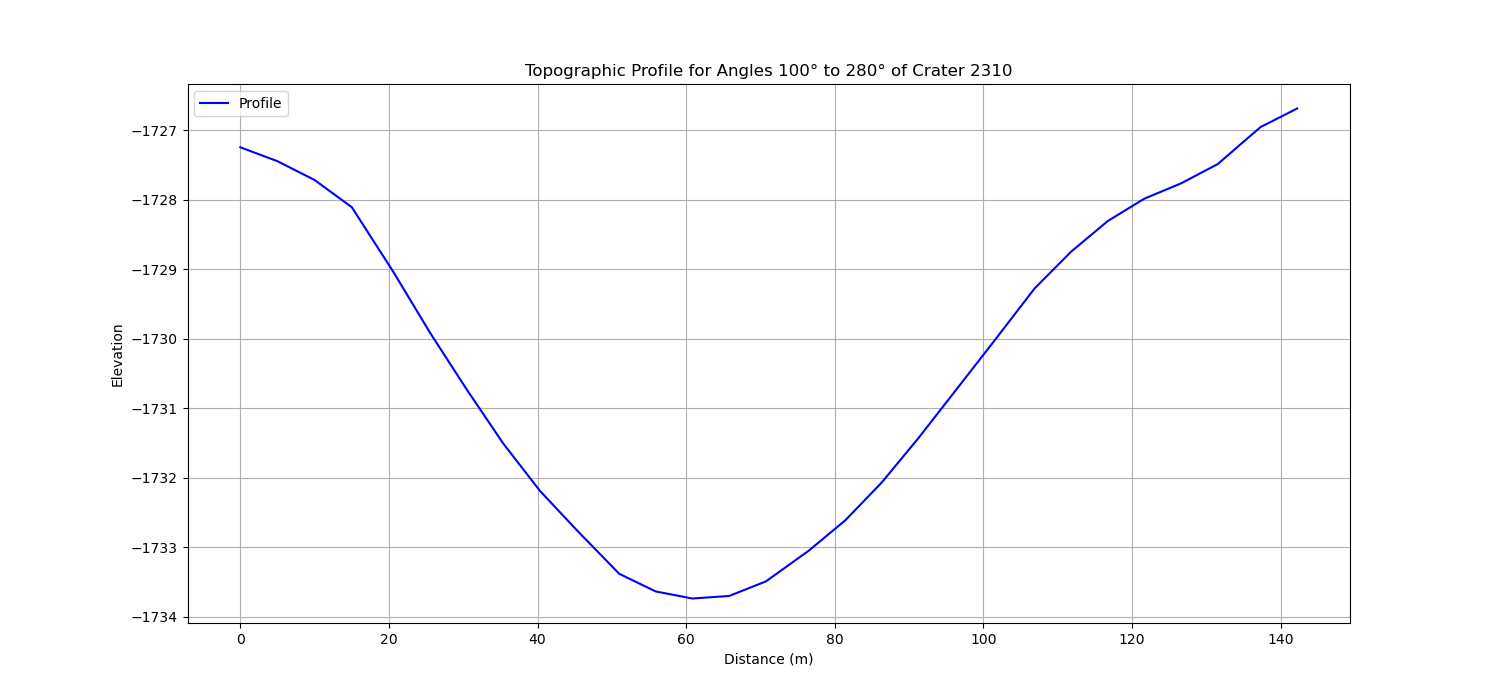 Topographic Profile for Angles 100° to 280° of Crater 2310
Profile
−1727
−1728
−1729
−1730
−1731
−1732
−1733
−1734
Elevation
0 20 40 60 80 100 120 140
Distance (m)